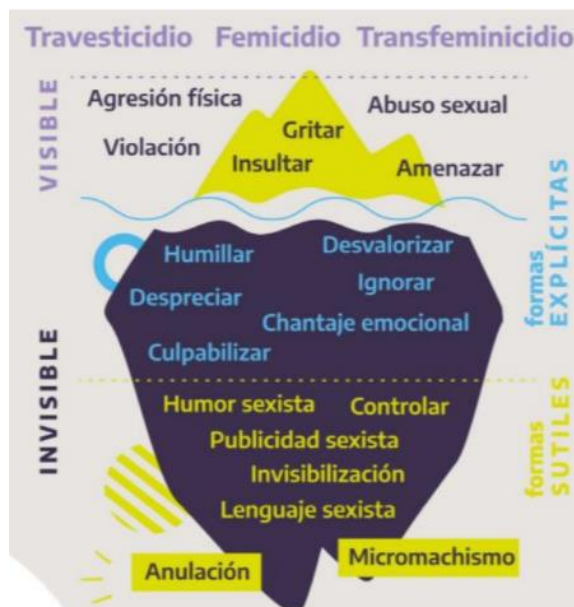 Travesticidio Femicidio Transfeminicidio
VISIBLE
Agresión física
Abuso sexual
Gritar
Violación
Insultar
Amenazar
formas
EXPLÍCITAS
INVISIBLE
Humillar
Desvalorizar
Ignorar
Despreciar
Chantaje emocional
Culpabilizar
formas
SUTILES
Humor sexista
Controlar
Publicidad sexista
Invisibilización
Lenguaje sexista
Anulación
Micromachismo